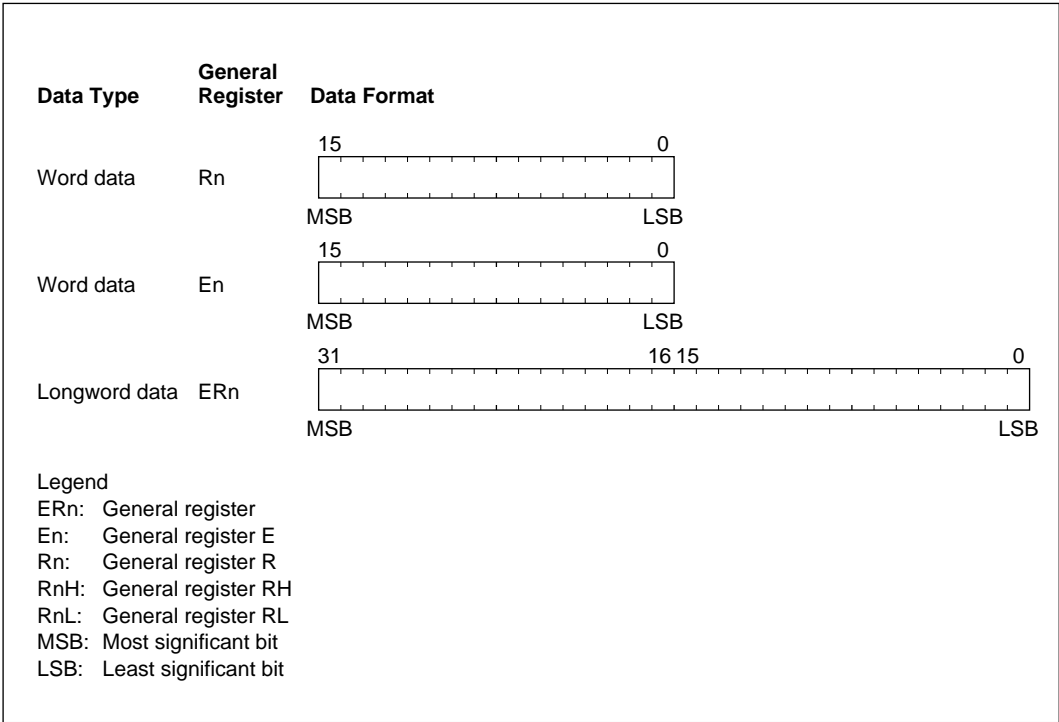 General
Data Type Register Data Format
15 0
Word data Rn
MSB LSB
15 0
Word data En
MSB LSB
31 16 15 0
Longword data ERn
MSB LSB
Legend
ERn: General register
En: General register E
Rn: General register R
RnH: General register RH
RnL: General register RL
MSB: Most significant bit
LSB: Least significant bit